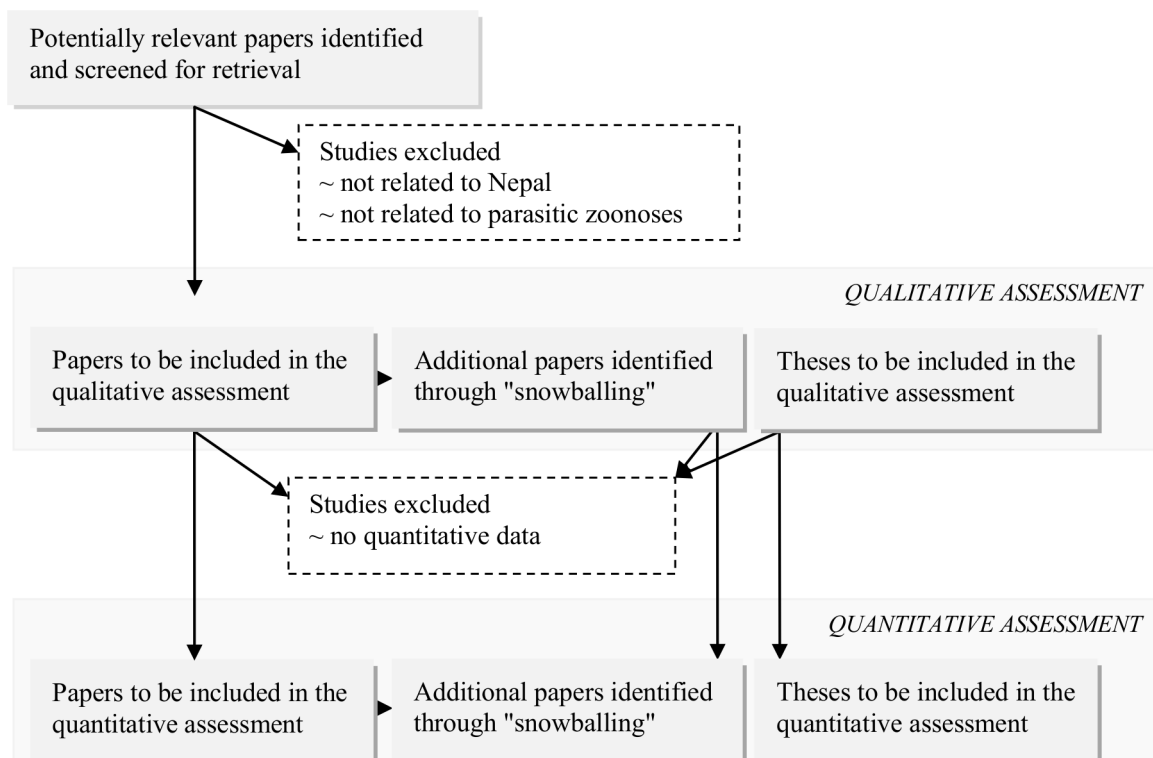 Potentially relevant papers identified
and screened for retrieval
Studies excluded
~ not related to Nepal
~ not related to parasitic zoonoses
QUALITATIVE ASSESSMENT
Papers to be included in the
qualitative assessment
Additional papers identified
through "snowballing"
Theses to be included in the
qualitative assessment
Studies excluded
~ no quantitative data
QUANTITATIVE ASSESSMENT
Papers to be included in the
quantitative assessment
Additional papers identified
through "snowballing"
Theses to be included in the
quantitative assessment